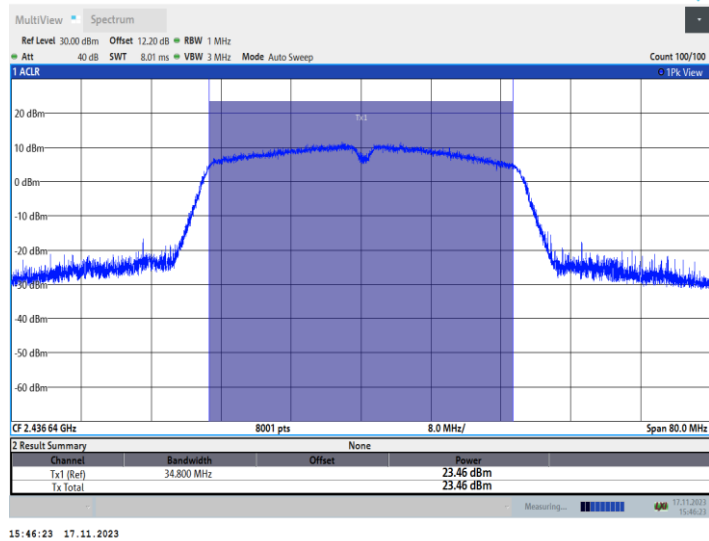 MultiView Spectrum
Ref Level 30.00 dBm Offset 12.20 dB RBW 1 MHz
Att 40 dB SWT 8.01 ms VBW 3 MHz Mode Auto Sweep Count 100/100
1 ACLR 1Pk View
Tx1
20 dBm
10 dBm
0 dBm
-10 dBm
-20 dBm
-30 dBm
-40 dBm
-50 dBm
-60 dBm
CF 2.436 64 GHz 8001 pts 8.0 MHz/ Span 80.0 MHz
2 Result Summary None
Channel Bandwidth Offset Power
Tx1 (Ref) 34.800 MHz 23.46 dBm
Tx Total 23.46 dBm
Measuring... 17.11.2023
15:46:23
15:46:23 17.11.2023